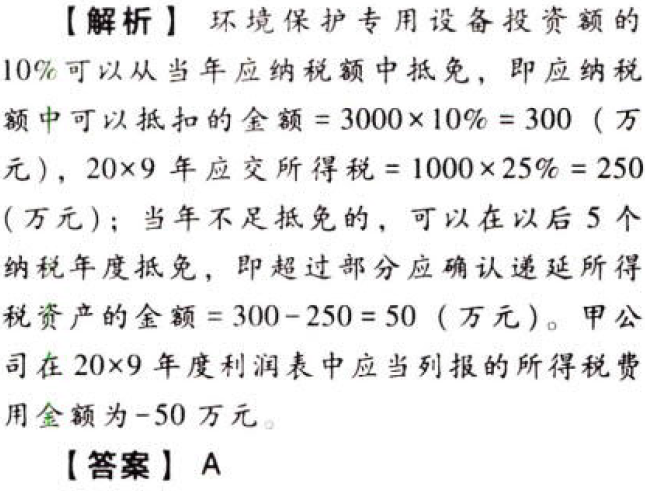 【解析】 环境保护专用设备投资额的
10%可以从当年应纳税额中抵免，即应纳税
额中可以抵扣的金额=3000×10%=300（万
元），20×9 年应交所得税=1000×25%=250
（万元）；当年不足抵免的，可以在以后 5 个
纳税年度抵免，即超过部分应确认递延所得
税资产的金额=300-250=50（万元）。甲公
司在 20×9 年度利润表中应当列报的所得税费
用金额为-50 万元。
【答案】 A